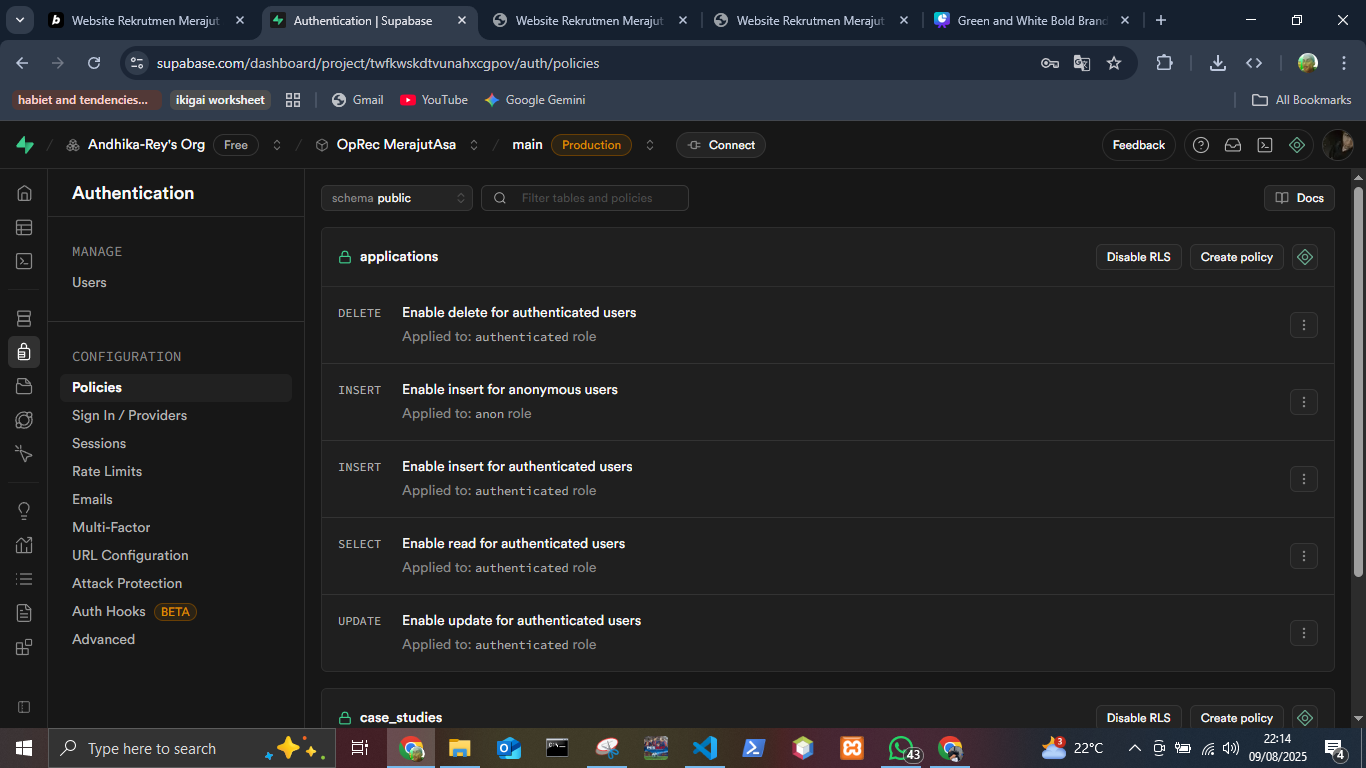 Website Rekrutmen Merajut
Authentication | Supabase
Website Rekrutmen Merajut
Website Rekrutmen Merajut
Green and White Bold Brand
supabase.com/dashboard/project/twfkwskdtvunahxcgpov/auth/policies
habiet and tendencies...
ikigai worksheet
Gmail
YouTube
Google Gemini
All Bookmarks
Andhika-Rey's Org
Free
OpRec MerajutAsa
main
Production
Connect
Feedback
Authentication
MANAGE
Users
CONFIGURATION
Policies
Sign In / Providers
Sessions
Rate Limits
Emails
Multi-Factor
URL Configuration
Attack Protection
Auth Hooks BETA
Advanced
schema public
Filter tables and policies
Docs
applications
Disable RLS
Create policy
DELETE Enable delete for authenticated users
Applied to: authenticated role
INSERT Enable insert for anonymous users
Applied to: anon role
INSERT Enable insert for authenticated users
Applied to: authenticated role
SELECT Enable read for authenticated users
Applied to: authenticated role
UPDATE Enable update for authenticated users
Applied to: authenticated role
case_studies
Disable RLS
Create policy
Type here to search
43
3
22°C
22:14
09/08/2025
4